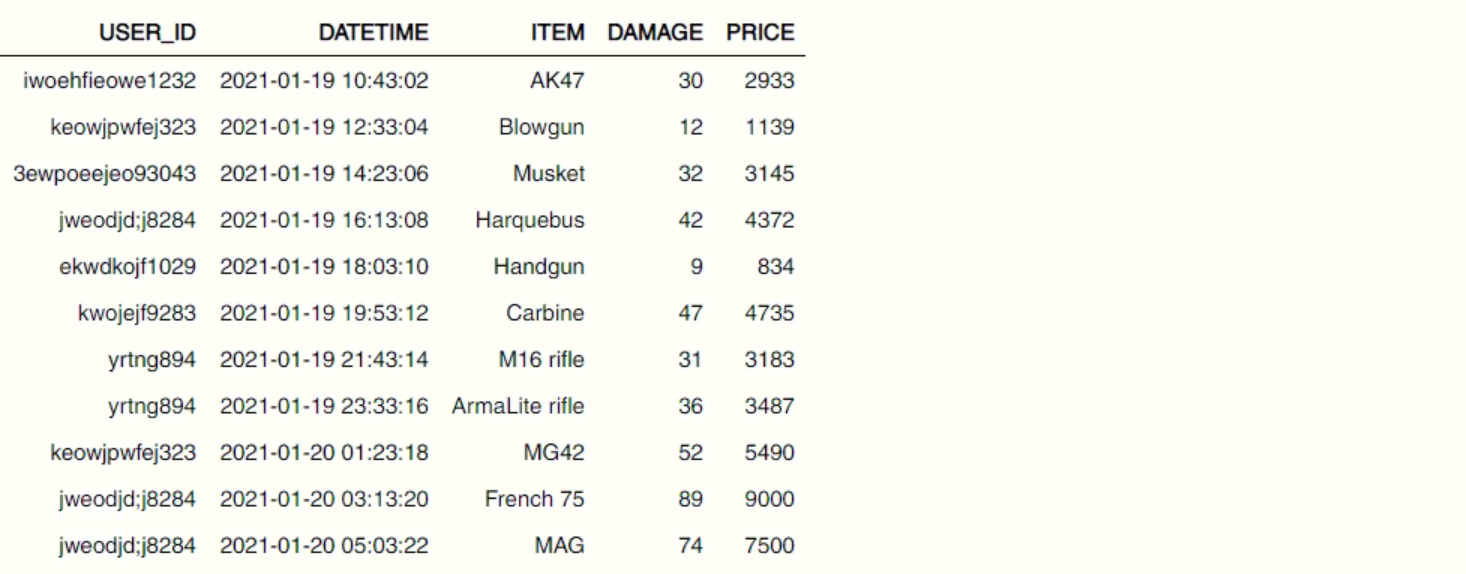 USER_ID DATETIME ITEM DAMAGE PRICE
iwoehfieowe1232 2021-01-19 10:43:02 AK47 30 2933
keowjpwfej323 2021-01-19 12:33:04 Blowgun 12 1139
3ewpoeejeo93043 2021-01-19 14:23:06 Musket 32 3145
jweodjd;j8284 2021-01-19 16:13:08 Harquebus 42 4372
ekwdkojf1029 2021-01-19 18:03:10 Handgun 9 834
kwojejf9283 2021-01-19 19:53:12 Carbine 47 4735
yrtng894 2021-01-19 21:43:14 M16 rifle 31 3183
yrtng894 2021-01-19 23:33:16 ArmaLite rifle 36 3487
keowjpwfej323 2021-01-20 01:23:18 MG42 52 5490
jweodjd;j8284 2021-01-20 03:13:20 French 75 89 9000
jweodjd;j8284 2021-01-20 05:03:22 MAG 74 7500